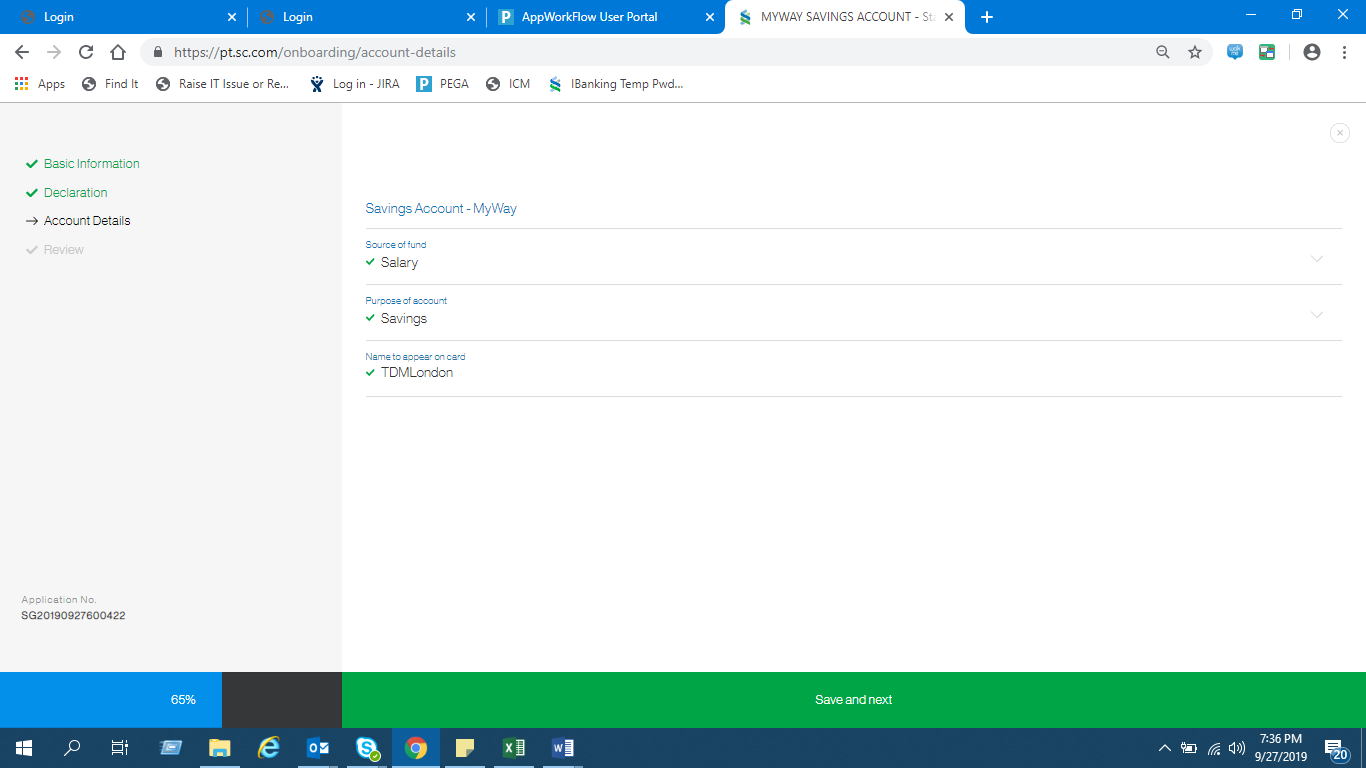 Login
Login
AppWorkFlow User Portal
MYWAY SAVINGS ACCOUNT - Sta
https://pt.sc.com/onboarding/account-details
Apps
Find It
Raise IT Issue or Re...
Log in - JIRA
PEGA
ICM
IBanking Temp Pwd...
Basic Information
Declaration
Account Details
Review
Savings Account - MyWay
Source of fund
Salary
Purpose of account
Savings
Name to appear on card
TDMLondon
Application No.
SG20190927600422
65%
Save and next
7:36 PM
9/27/2019
20